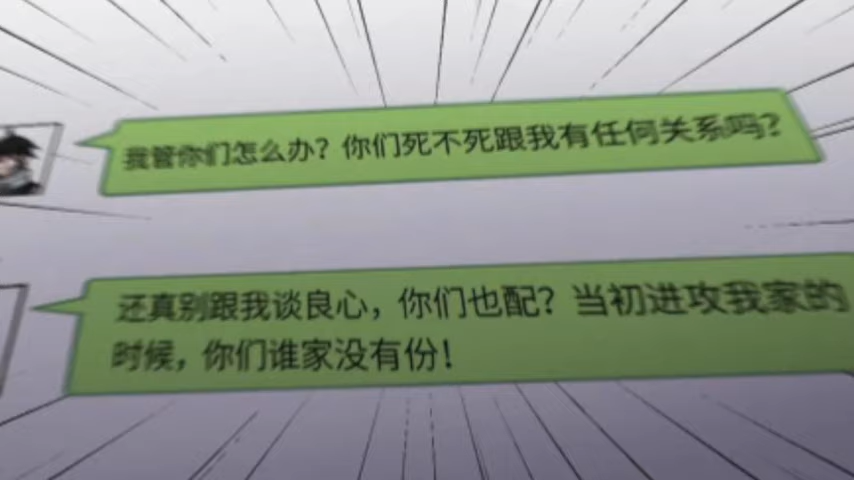 我管你们怎么办？你们死不死跟我有任何关系吗？
还真别跟我谈良心，你们也配？当初进攻我家的
时候，你们谁家没有份！